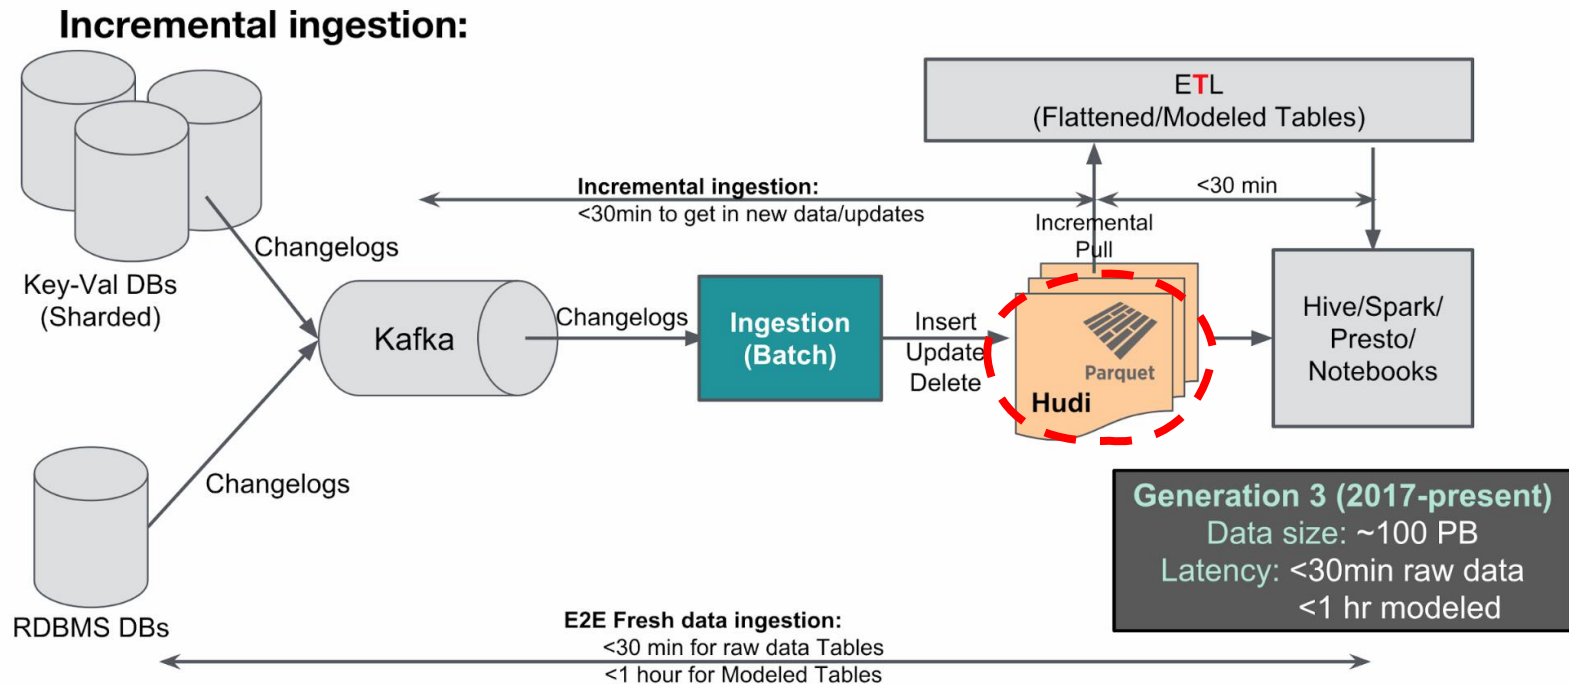 Incremental ingestion:
ETL
(Flattened/Modeled Tables)
Incremental ingestion:
<30min to get in new data/updates
<30 min
Incremental
Pull
Changelogs
Key-Val DBs
(Sharded)
Kafka
Changelogs
Ingestion
(Batch)
Insert
Update
Delete
Parquet
Hudi
Hive/Spark/
Presto/
Notebooks
Changelogs
RDBMS DBs
Generation 3 (2017-present)
Data size: ~100 PB
Latency: <30min raw data
<1 hr modeled
E2E Fresh data ingestion:
<30 min for raw data Tables
<1 hour for Modeled Tables